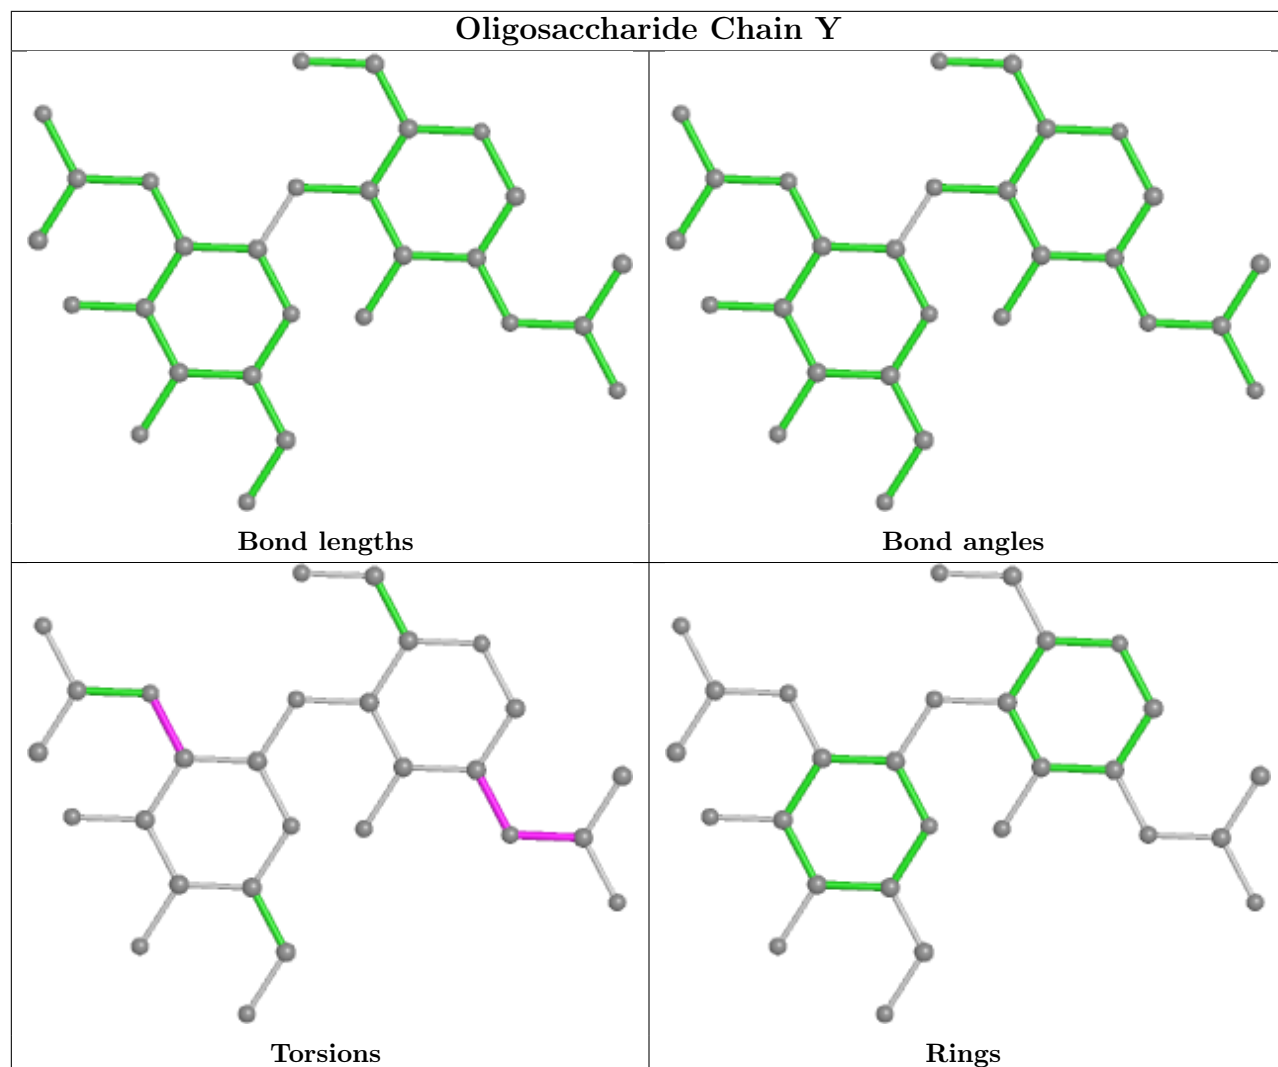 Oligosaccharide Chain Y
Bond lengths
Bond angles
Torsions
Rings